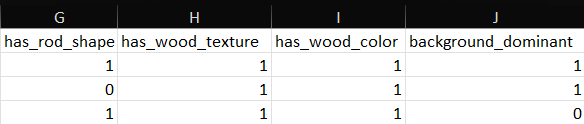 G H I J
has_rod_shape has_wood_texture has_wood_color background_dominant
1 1 1 1
0 1 1 1
1 1 1 0